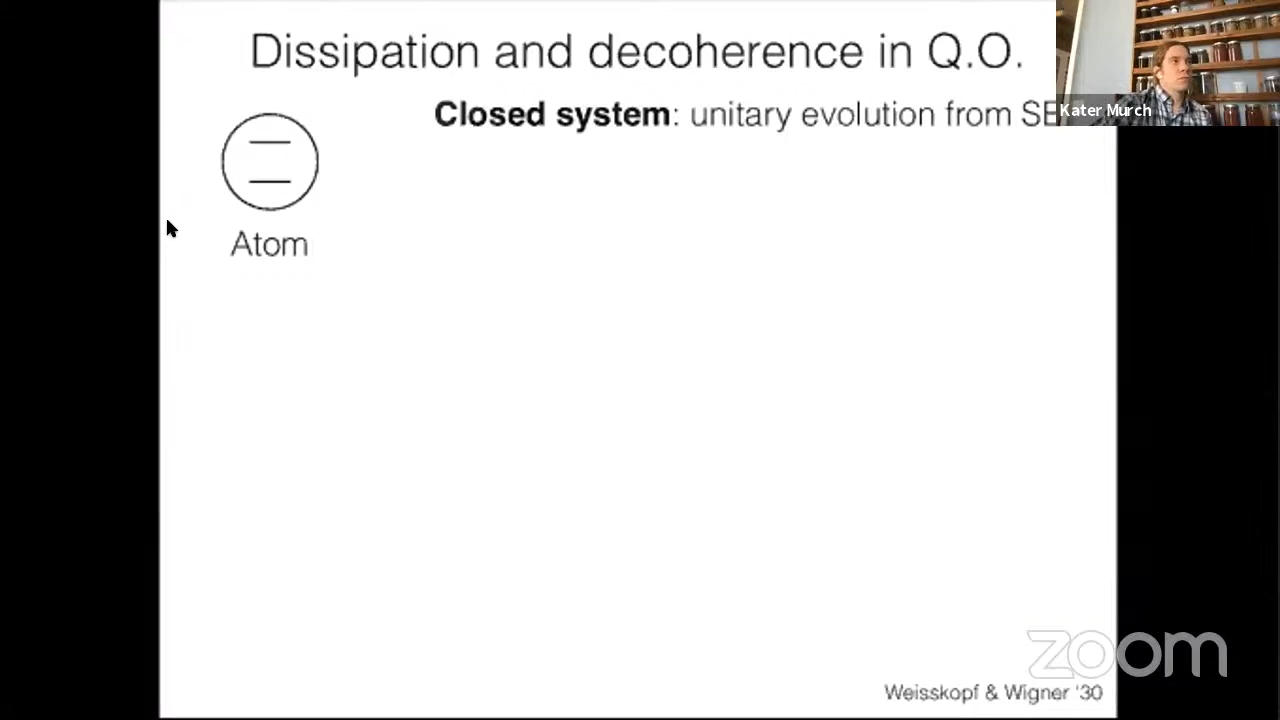 Dissipation and decoherence in Q.O.
Closed system: unitary evolution from SE
Kater Murch
Atom
zoom
Weisskopf & Wigner '30